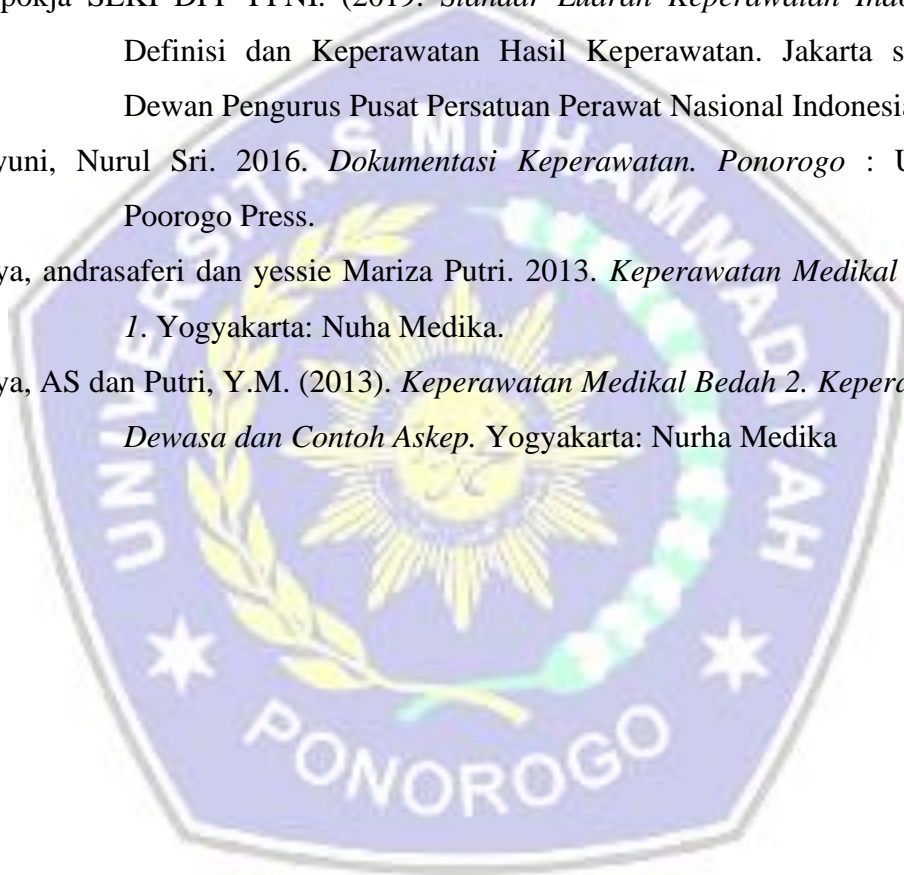 pokja SLKI DPP PPNI. (2019. Standar Luaran Keperawatan Indo
Definisi dan Keperawatan Hasil Keperawatan. Jakarta s
Dewan Pengurus Pusat Persatuan Perawat Nasional Indonesia
yuni, Nurul Sri. 2016. Dokumentasi Keperawatan. Ponorogo : U
Poorogo Press.
ya, andrasaferi dan yessie Mariza Putri. 2013. Keperawatan Medikal
1. Yogyakarta: Nuha Medika.
ya, AS dan Putri, Y.M. (2013). Keperawatan Medikal Bedah 2. Kepera
Dewasa dan Contoh Askep. Yogyakarta: Nurha Medika
UNIVERSITAS MUHAMMADIYAH
PONOROGO